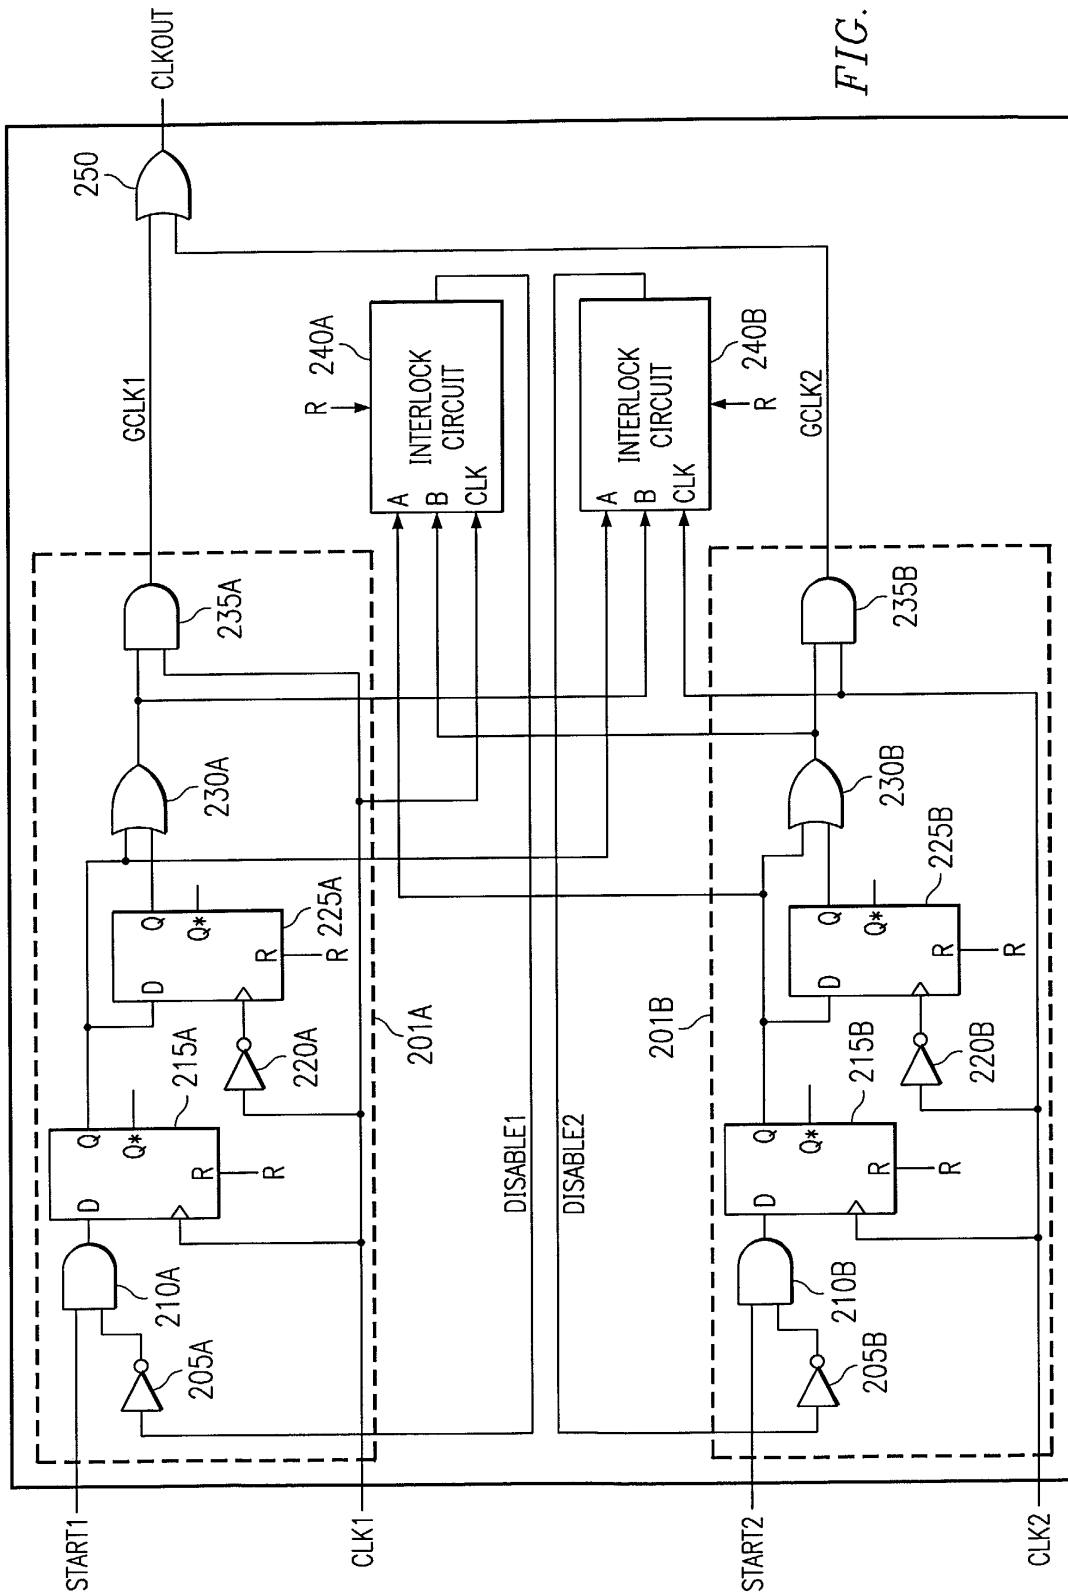 START1
CLK1
START2
CLK2
CLKOUT
FIG.
250
GCLK1
GCLK2
235A
230A
Q
Q*
D
R
R
225A
220A
Q
Q*
D
R
R
215A
210A
205A
201A
240A
R
INTERLOCK
CIRCUIT
A
B
CLK
240B
R
INTERLOCK
CIRCUIT
A
B
CLK
DISABLE1
DISABLE2
201B
235B
230B
Q
Q*
D
R
R
225B
220B
Q
Q*
D
R
R
215B
210B
205B